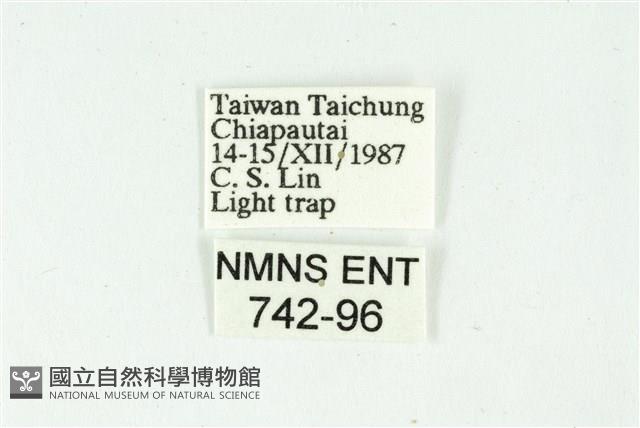 Taiwan Taichung
Chiapautai
14-15/XII/1987
C. S. Lin
Light trap
NMNS ENT
742-96
國立自然科學博物館
NATIONAL MUSEUM OF NATURAL SCIENCE